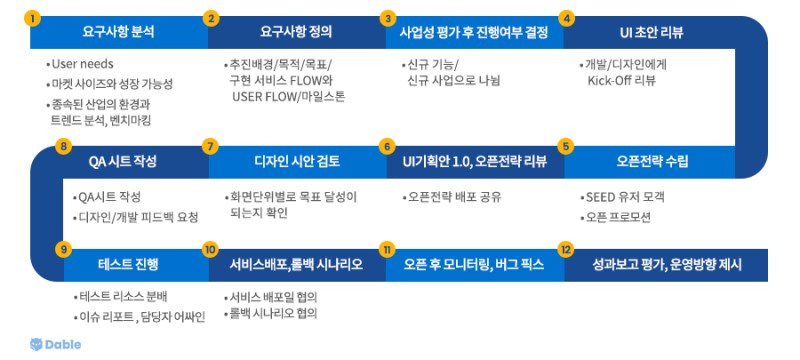 1 요구사항 분석
• User needs
• 마켓 사이즈와 성장 가능성
• 종속된 산업의 환경과
트렌드 분석, 벤치마킹
2 요구사항 정의
• 추진배경/목적/목표/
구현 서비스 FLOW와
USER FLOW/마일스톤
3 사업성 평가 후 진행여부 결정
• 신규 기능/
신규 사업으로 나뉨
4 UI 초안 리뷰
• 개발/디자인에게
Kick-Off 리뷰
5 오픈전략 수립
• SEED 유저 모객
• 오픈 프로모션
6 UI기획안 1.0, 오픈전략 리뷰
• 오픈전략 배포 공유
7 디자인 시안 검토
• 화면단위별로 목표 달성이
되는지 확인
8 QA 시트 작성
• QA시트 작성
• 디자인/개발 피드백 요청
9 테스트 진행
• 테스트 리소스 분배
• 이슈 리포트 , 담당자 어싸인
10 서비스배포,롤백 시나리오
• 서비스 배포일 협의
• 롤백 시나리오 협의
11 오픈 후 모니터링, 버그 픽스
12 성과보고 평가, 운영방향 제시
Dable